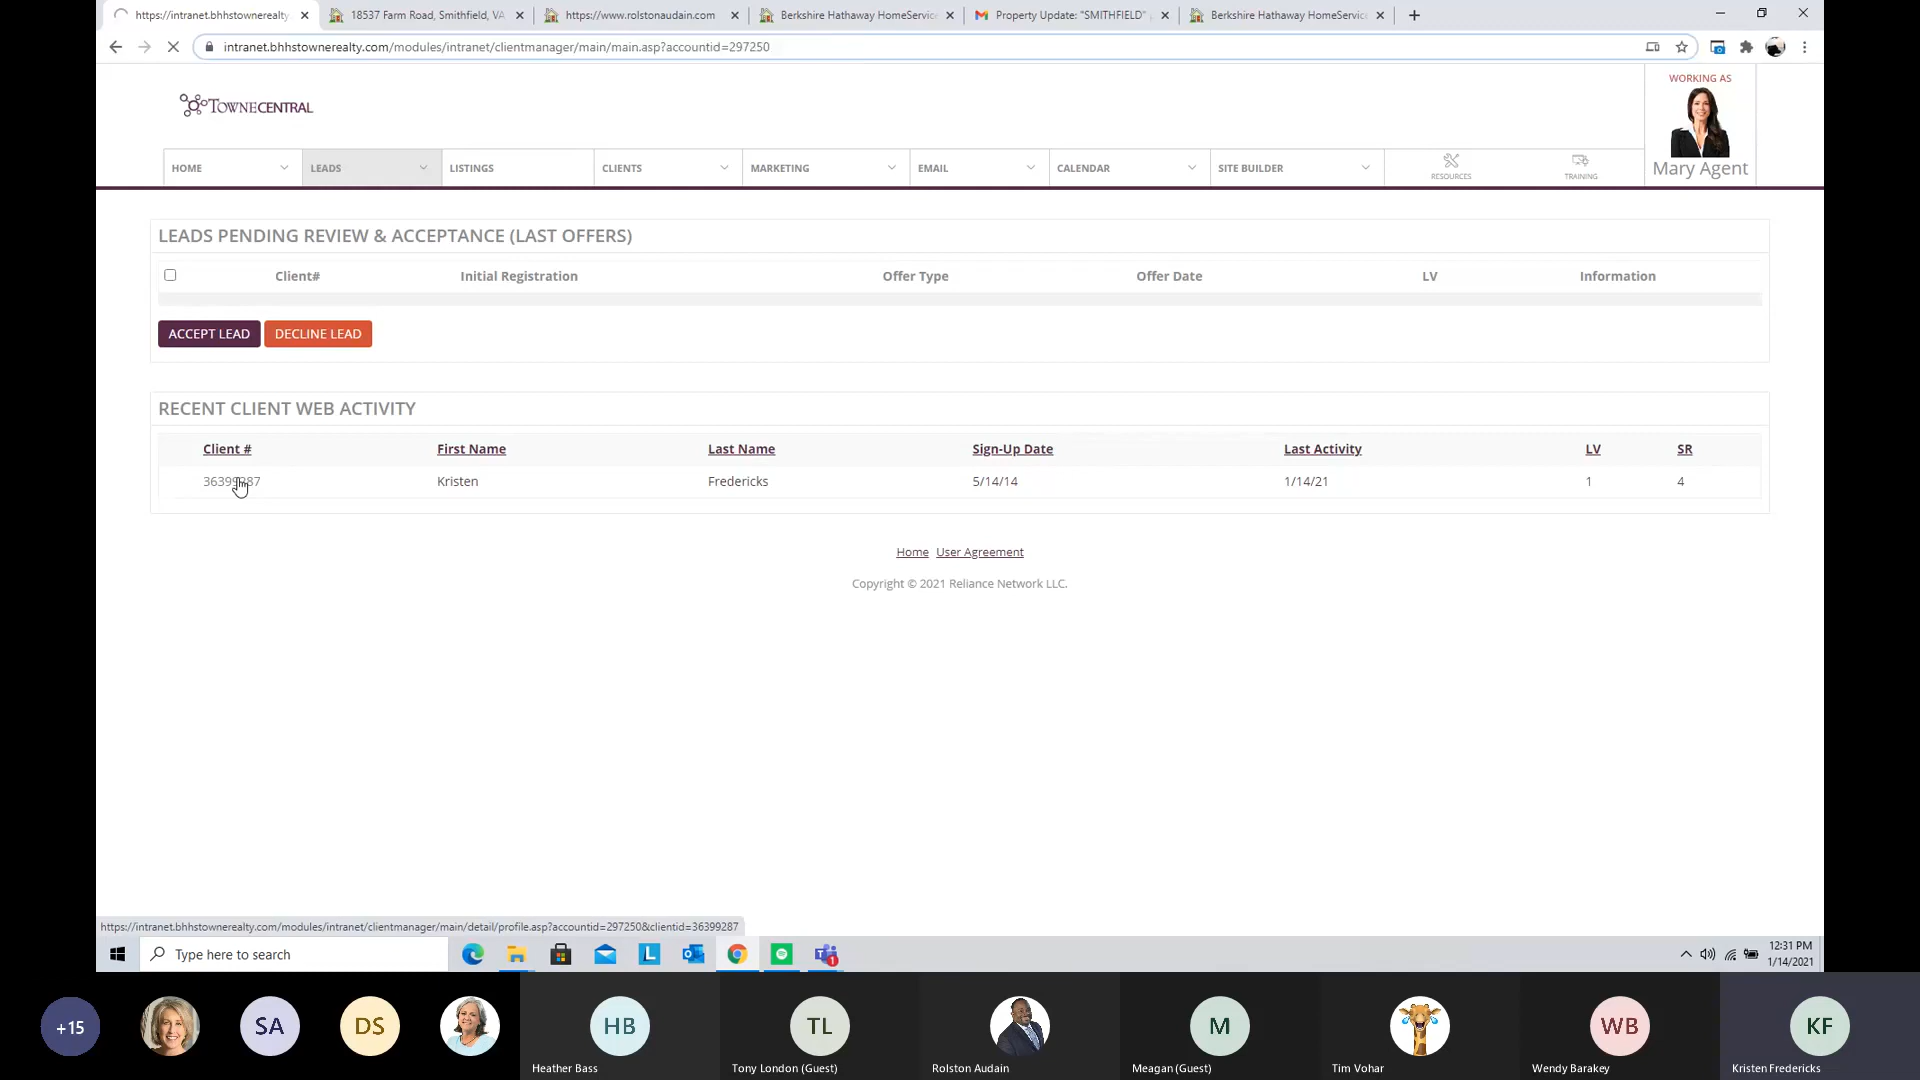 https://intranet.bhhstownerealty
18537 Farm Road, Smithfield, VA
https://www.rolstonaudain.com
Berkshire Hathaway HomeService
Property Update: "SMITHFIELD"
Berkshire Hathaway HomeService
intranet.bhhstownerealty.com/modules/intranet/clientmanager/main/main.asp?accountid=297250
TOWNECENTRAL
WORKING AS
Mary Agent
HOME
LEADS
LISTINGS
CLIENTS
MARKETING
EMAIL
CALENDAR
SITE BUILDER
RESOURCES
TRAINING
LEADS PENDING REVIEW & ACCEPTANCE (LAST OFFERS)
Client# Initial Registration Offer Type Offer Date LV Information
ACCEPT LEAD DECLINE LEAD
RECENT CLIENT WEB ACTIVITY
Client # First Name Last Name Sign-Up Date Last Activity LV SR
36399287 Kristen Fredericks 5/14/14 1/14/21 1 4
Home User Agreement
Copyright © 2021 Reliance Network LLC.
https://intranet.bhhstownerealty.com/modules/intranet/clientmanager/main/detail/profile.asp?accountid=297250&clientid=36399287
Type here to search
L
1
12:31 PM
1/14/2021
+15
SA
DS
HB
TL
M
WB
KF
Heather Bass
Tony London (Guest)
Rolston Audain
Meagan (Guest)
Tim Vohar
Wendy Barakey
Kristen Fredericks